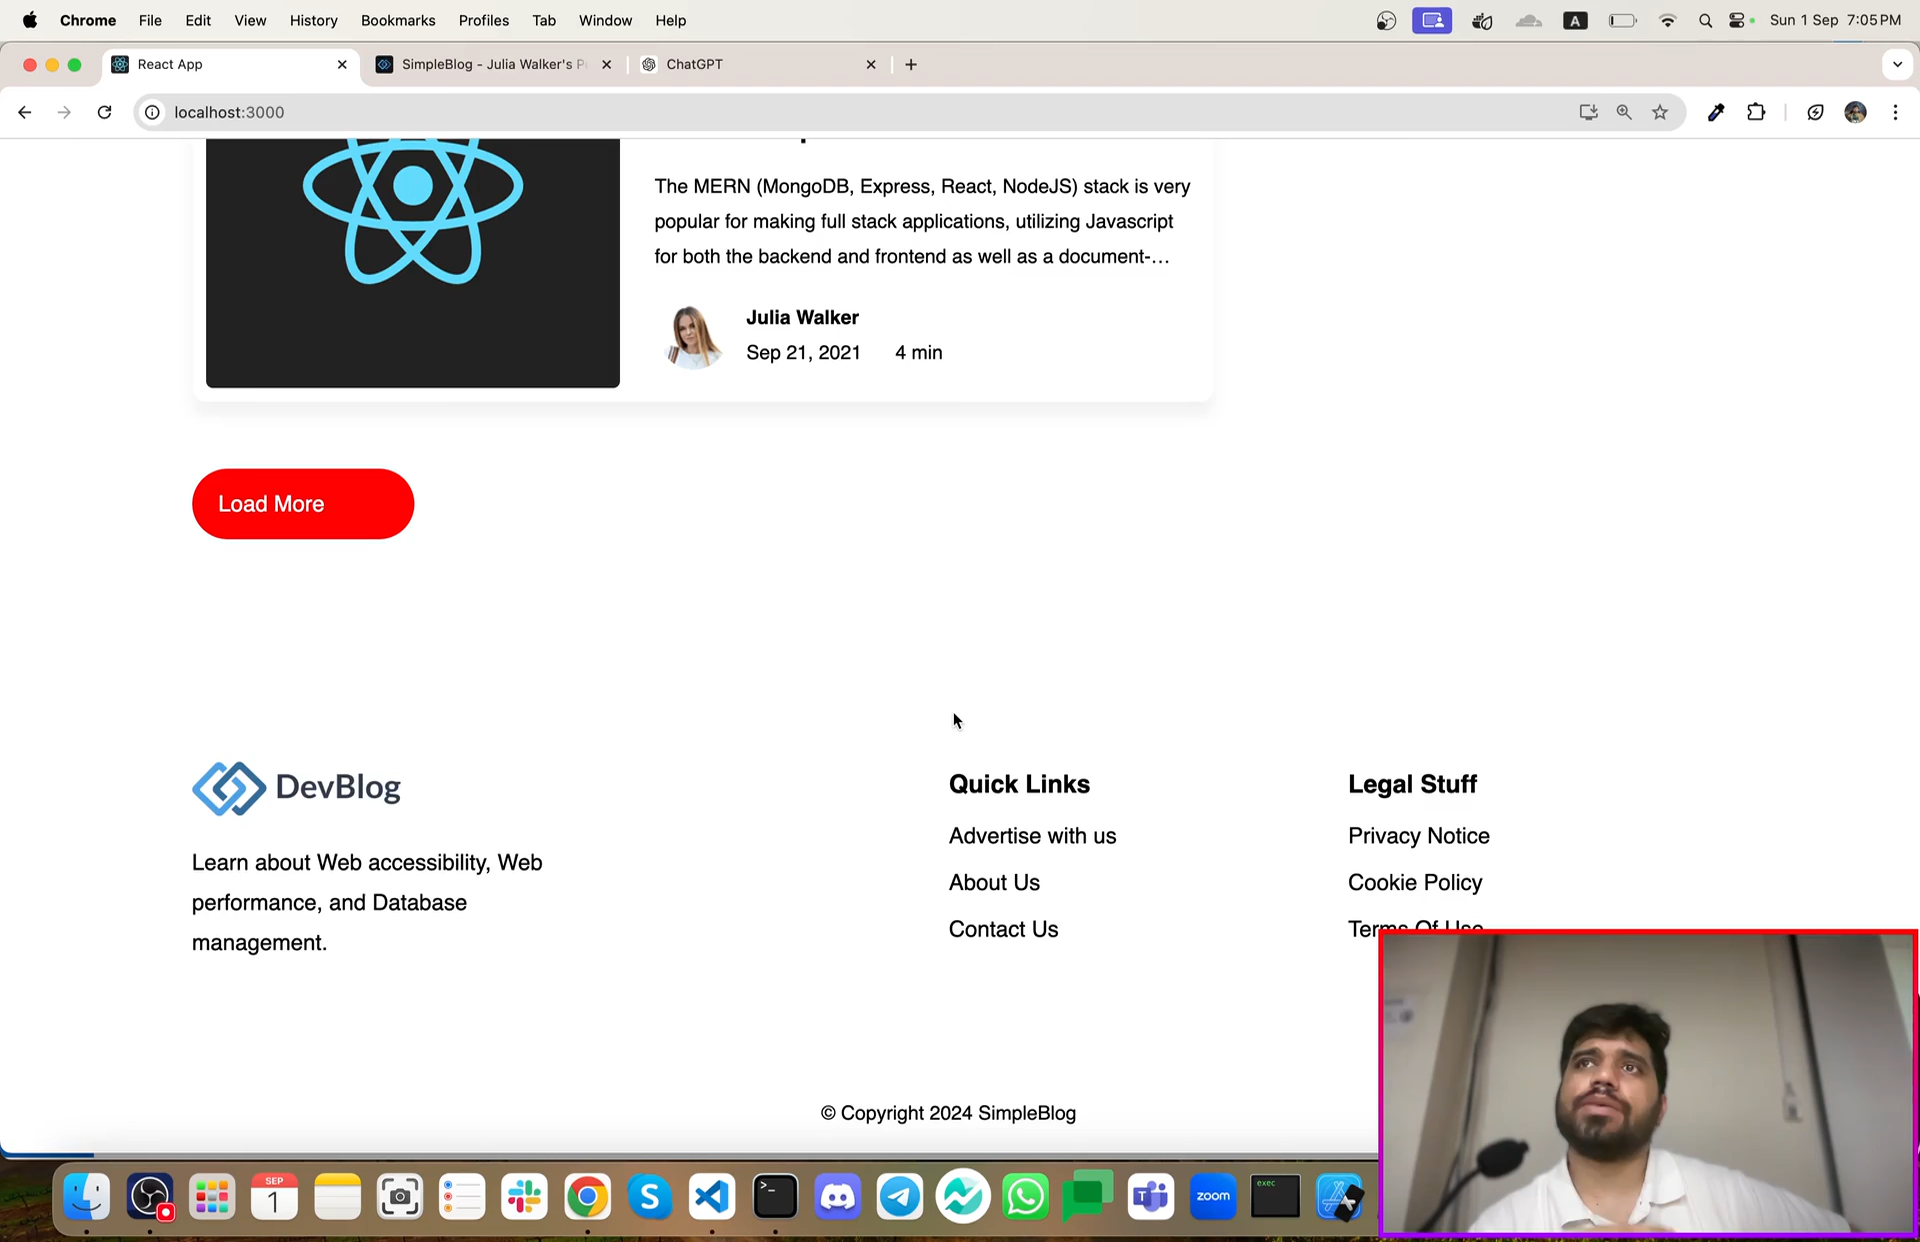 Chrome File Edit View History Bookmarks Profiles Tab Window Help A Sun 1 Sep 7:05 PM
React App SimpleBlog - Julia Walker's P ChatGPT
localhost:3000
The MERN (MongoDB, Express, React, NodeJS) stack is very
popular for making full stack applications, utilizing Javascript
for both the backend and frontend as well as a document-...
Julia Walker
Sep 21, 2021 4 min
Load More
DevBlog
Learn about Web accessibility, Web
performance, and Database
management.
Quick Links
Advertise with us
About Us
Contact Us
Legal Stuff
Privacy Notice
Cookie Policy
Terms Of Use
© Copyright 2024 SimpleBlog
SEP
1
S
>_
T
zoom
exec